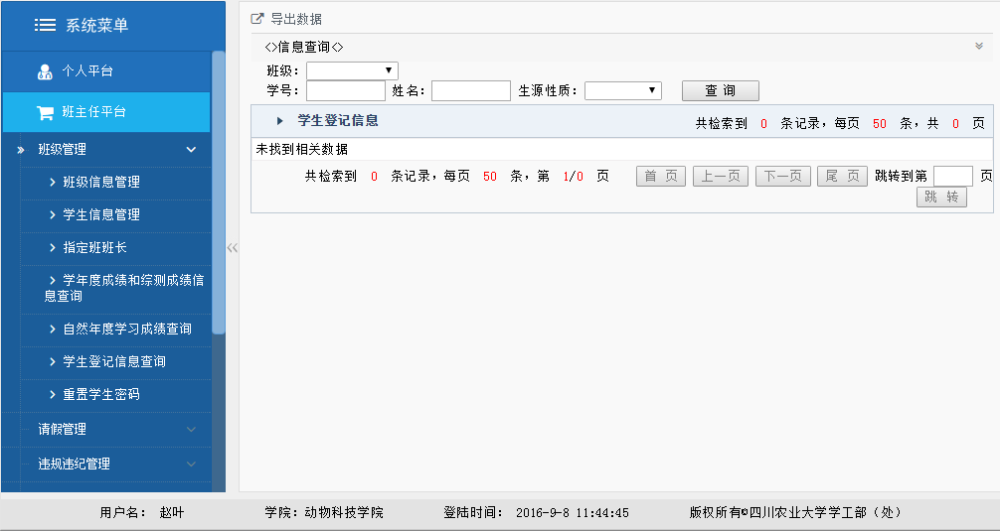 系统菜单
个人平台
班主任平台
班级管理
班级信息管理
学生信息管理
指定班班长
学年度成绩和综测成绩信
息查询
自然年度学习成绩查询
学生登记信息查询
重置学生密码
请假管理
违规违纪管理
导出数据
<>信息查询<>
班级：
学号： 姓名： 生源性质： 查 询
学生登记信息 共检索到 0 条记录，每页 50 条，共 0 页
未找到相关数据
共检索到 0 条记录，每页 50 条，第 1/0 页 首 页 上一页 下一页 尾 页 跳转到第 页
跳 转
用户名： 赵叶 学院：动物科技学院 登陆时间： 2016-9-8 11:44:45 版权所有©四川农业大学学工部（处）